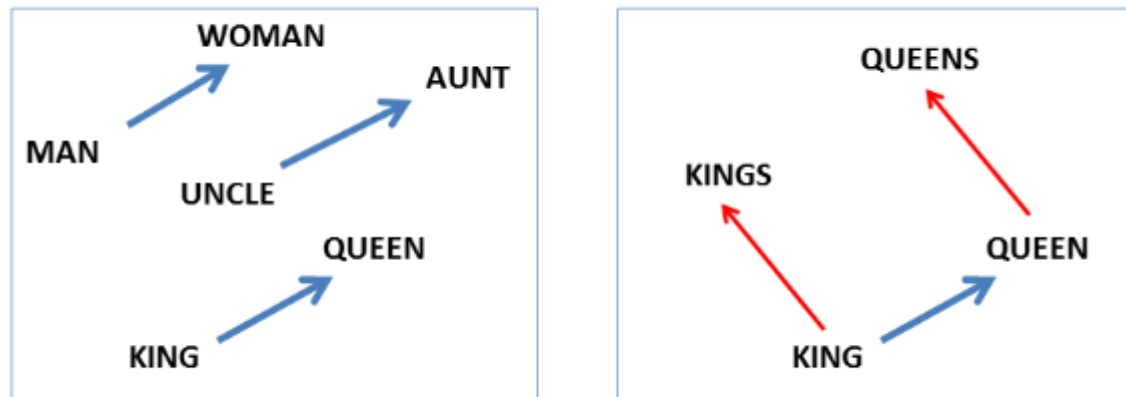 WOMAN
AUNT
MAN
UNCLE
QUEEN
KING
QUEENS
KINGS
QUEEN
KING